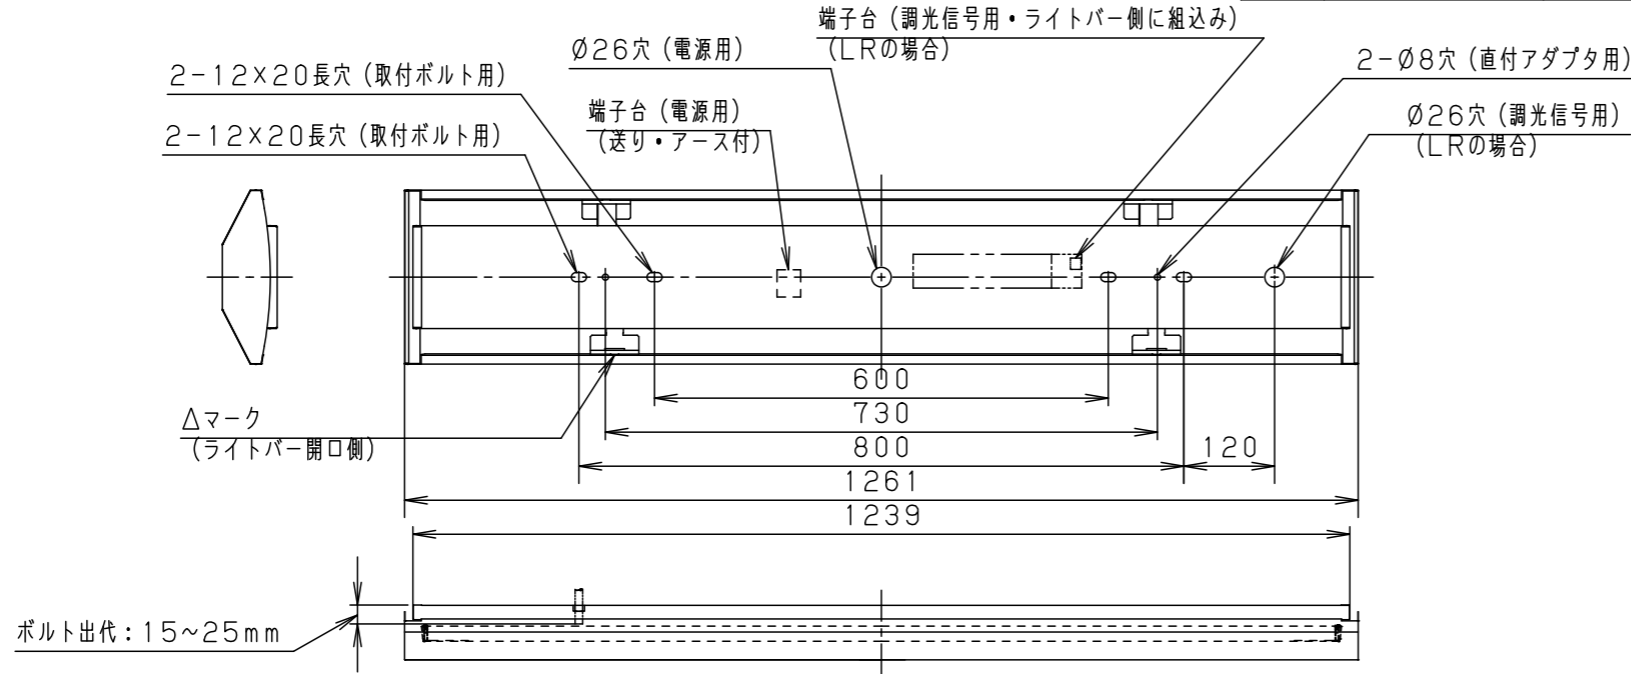 端子台（調光信号用・ライトバー側に組込み）
（LRの場合）
Ø26穴（電源用）
2-Ø8穴（直付アダプタ用）
2-12×20長穴（取付ボルト用）
端子台（電源用）
（送り・アース付）
Ø26穴（調光信号用）
（LRの場合）
2-12×20長穴（取付ボルト用）
600
730
△マーク
（ライトバー開口側）
800
120
1261
1239
ボルト出代：15~25mm